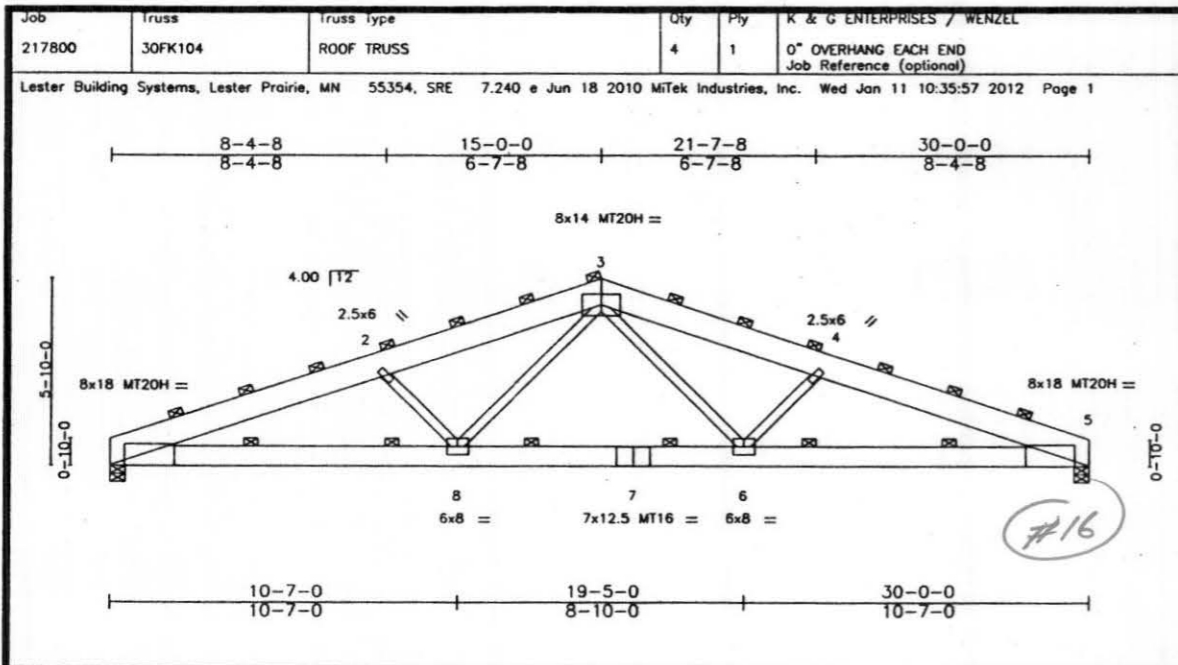 Job Truss Truss Type Qty Ply K & G ENTERPRISES / WENZEL
217800 30FK104 ROOF TRUSS 4 1 0" OVERHANG EACH END
Job Reference (optional)
Lester Building Systems, Lester Prairie, MN 55354, SRE 7.240 e Jun 18 2010 MiTek Industries, Inc. Wed Jan 11 10:35:57 2012 Page 1
8-4-8 15-0-0 21-7-8 30-0-0
8-4-8 6-7-8 6-7-8 8-4-8
8x14 MT20H =
3
4.00 12
2.5x6 2.5x6
2 4
5-10-0
8x18 MT20H = 8x18 MT20H =
5
0-10-0 0-10-0
8 7 6
6x8 = 7x12.5 MT16 = 6x8 =
#16
10-7-0 19-5-0 30-0-0
10-7-0 8-10-0 10-7-0